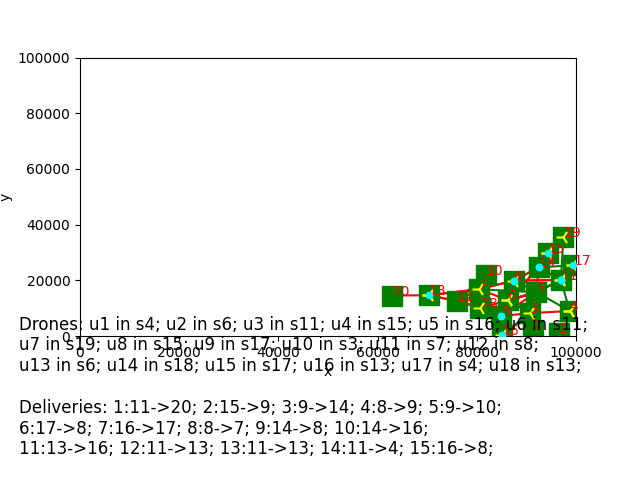 100000
80000
60000
40000
20000
0
y
19
17
10
20
Drones: u1 in s4; u2 in s6; u3 in s11; u4 in s15; u5 in s16; u6 in s11;
u7 in s19; u8 in s15; u9 in s17; u10 in s3; u11 in s7; u12 in s8;
u13 in s6; u14 in s18; u15 in s17; u16 in s13; u17 in s4; u18 in s13;
0 20000 40000 60000 80000 100000
x
Deliveries: 1:11->20; 2:15->9; 3:9->14; 4:8->9; 5:9->10;
6:17->8; 7:16->17; 8:8->7; 9:14->8; 10:14->16;
11:13->16; 12:11->13; 13:11->13; 14:11->4; 15:16->8;